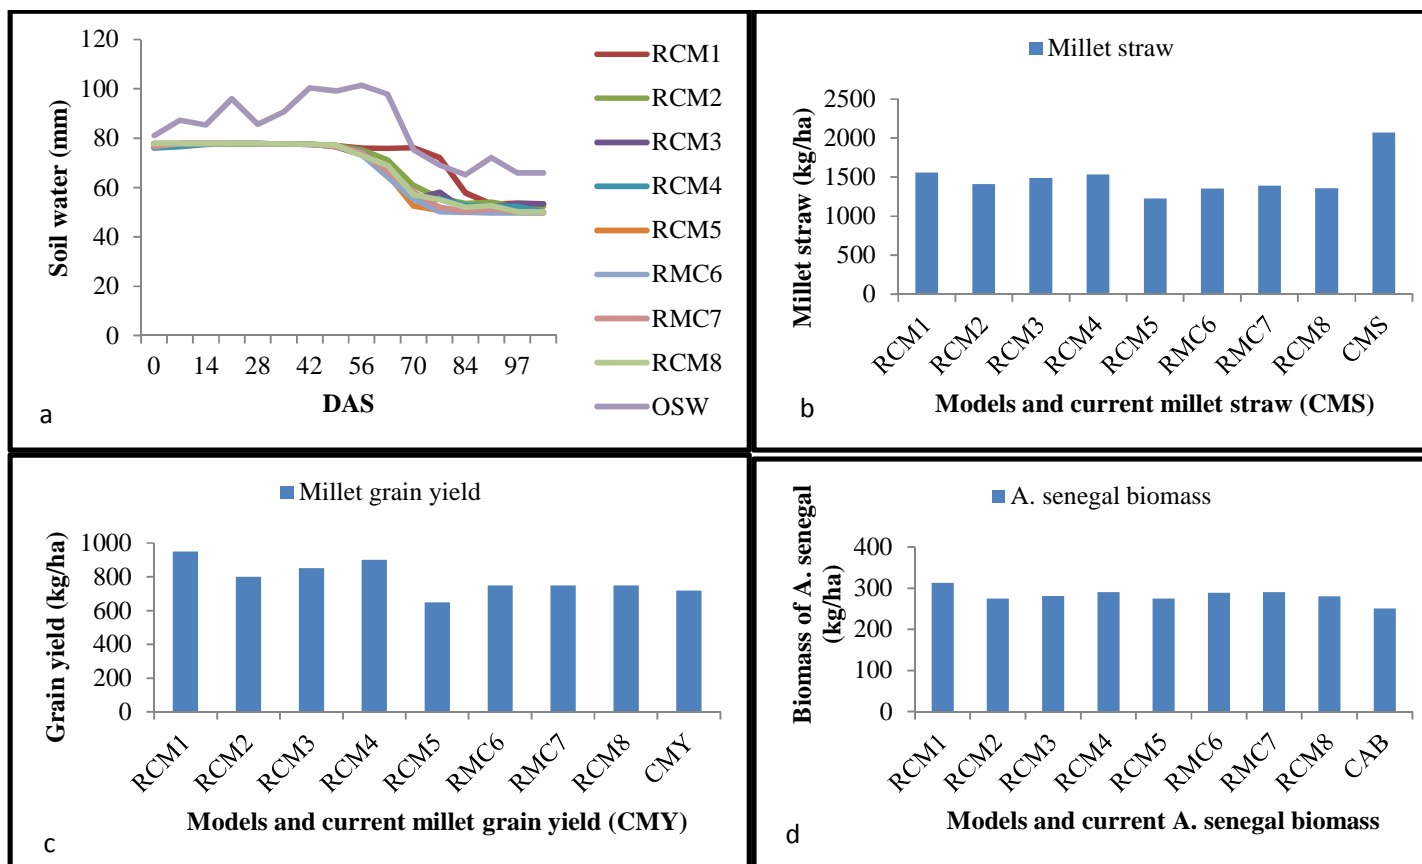 120
100
80
60
40
20
0
Soil water (mm)
0 14 28 42 56 70 84 97
DAS
RCM1
RCM2
RCM3
RCM4
RCM5
RMC6
RMC7
RCM8
OSW
a
Millet straw
2500
2000
1500
1000
500
0
Millet straw (kg/ha)
RCM1 RCM2 RCM3 RCM4 RCM5 RMC6 RMC7 RCM8 CMS
Models and current millet straw (CMS)
b
Millet grain yield
1000
800
600
400
200
0
Grain yield (kg/ha)
RCM1 RCM2 RCM3 RCM4 RCM5 RMC6 RMC7 RCM8 CMY
Models and current millet grain yield (CMY)
c
A. senegal biomass
400
300
200
100
0
Biomass of A. senegal
(kg/ha)
RCM1 RCM2 RCM3 RCM4 RCM5 RMC6 RMC7 RCM8 CAB
Models and current A. senegal biomass
d